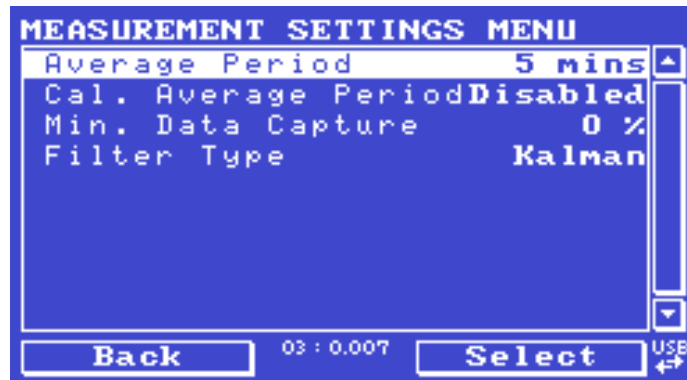 MEASUREMENT SETTINGS MENU
Average Period 5 mins
Cal. Average Period Disabled
Min. Data Capture 0 %
Filter Type Kalman
Back 03:0.007 Select USB